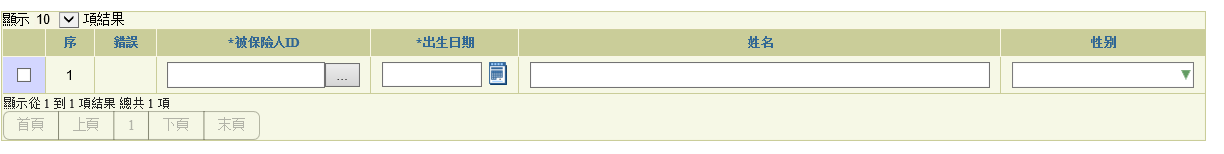 顯示 10 項結果
序 錯誤 *被保險人ID *出生日期 姓名 性別
1 ...
顯示從 1 到 1 項結果 總共 1 項
首頁 上頁 1 下頁 末頁